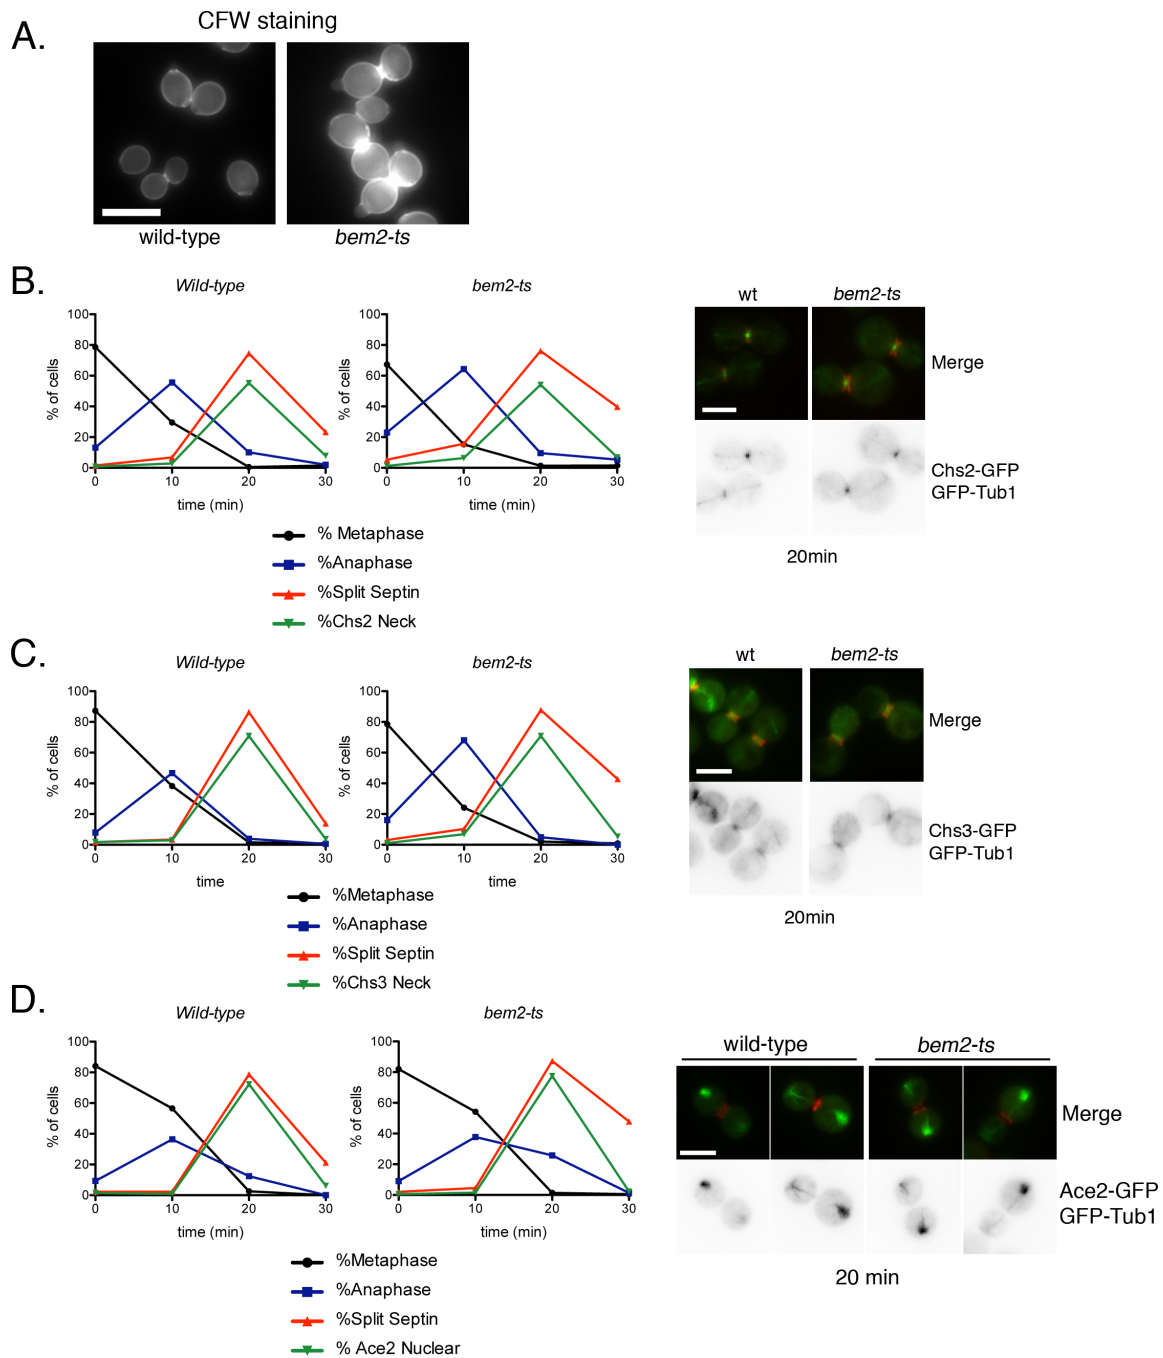 A.
CFW staining
wild-type
bem2-ts
B.
Wild-type
bem2-ts
% of cells
100
80
60
40
20
0
0 10 20 30
time (min)
% of cells
100
80
60
40
20
0
0 10 20 30
time (min)
% Metaphase
%Anaphase
%Split Septin
%Chs2 Neck
wt
bem2-ts
Merge
Chs2-GFP
GFP-Tub1
20min
C.
Wild-type
bem2-ts
% of cells
100
80
60
40
20
0
0 10 20 30
time
% of cells
100
80
60
40
20
0
0 10 20 30
time
%Metaphase
%Anaphase
%Split Septin
%Chs3 Neck
wt
bem2-ts
Merge
Chs3-GFP
GFP-Tub1
20min
D.
Wild-type
bem2-ts
% of cells
100
80
60
40
20
0
0 10 20 30
time (min)
% of cells
100
80
60
40
20
0
0 10 20 30
time (min)
%Metaphase
%Anaphase
%Split Septin
% Ace2 Nuclear
wild-type
bem2-ts
Merge
Ace2-GFP
GFP-Tub1
20 min